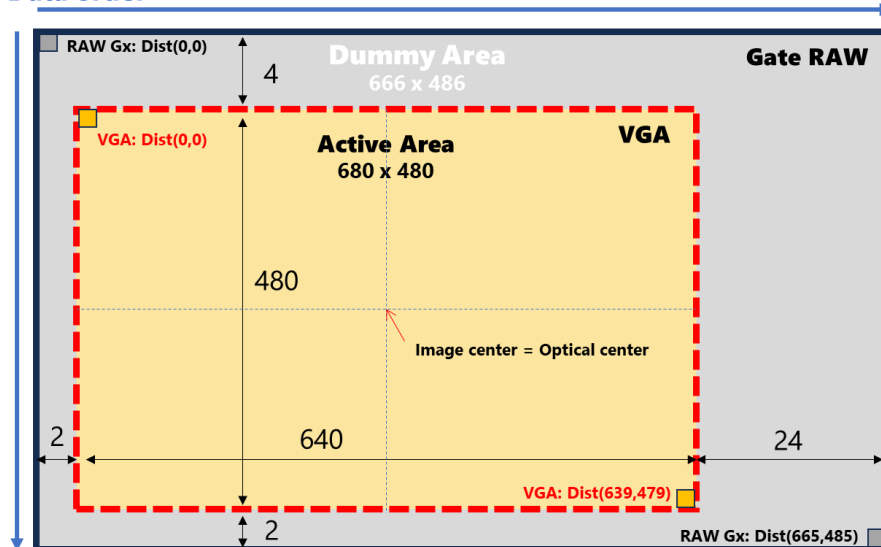 RAW Gx: Dist(0,0)
4
Dummy Area
666 x 486
Gate RAW
VGA: Dist(0,0)
Active Area
680 x 480
VGA
480
Image center = Optical center
2
640
24
VGA: Dist(639,479)
2
RAW Gx: Dist(665,485)